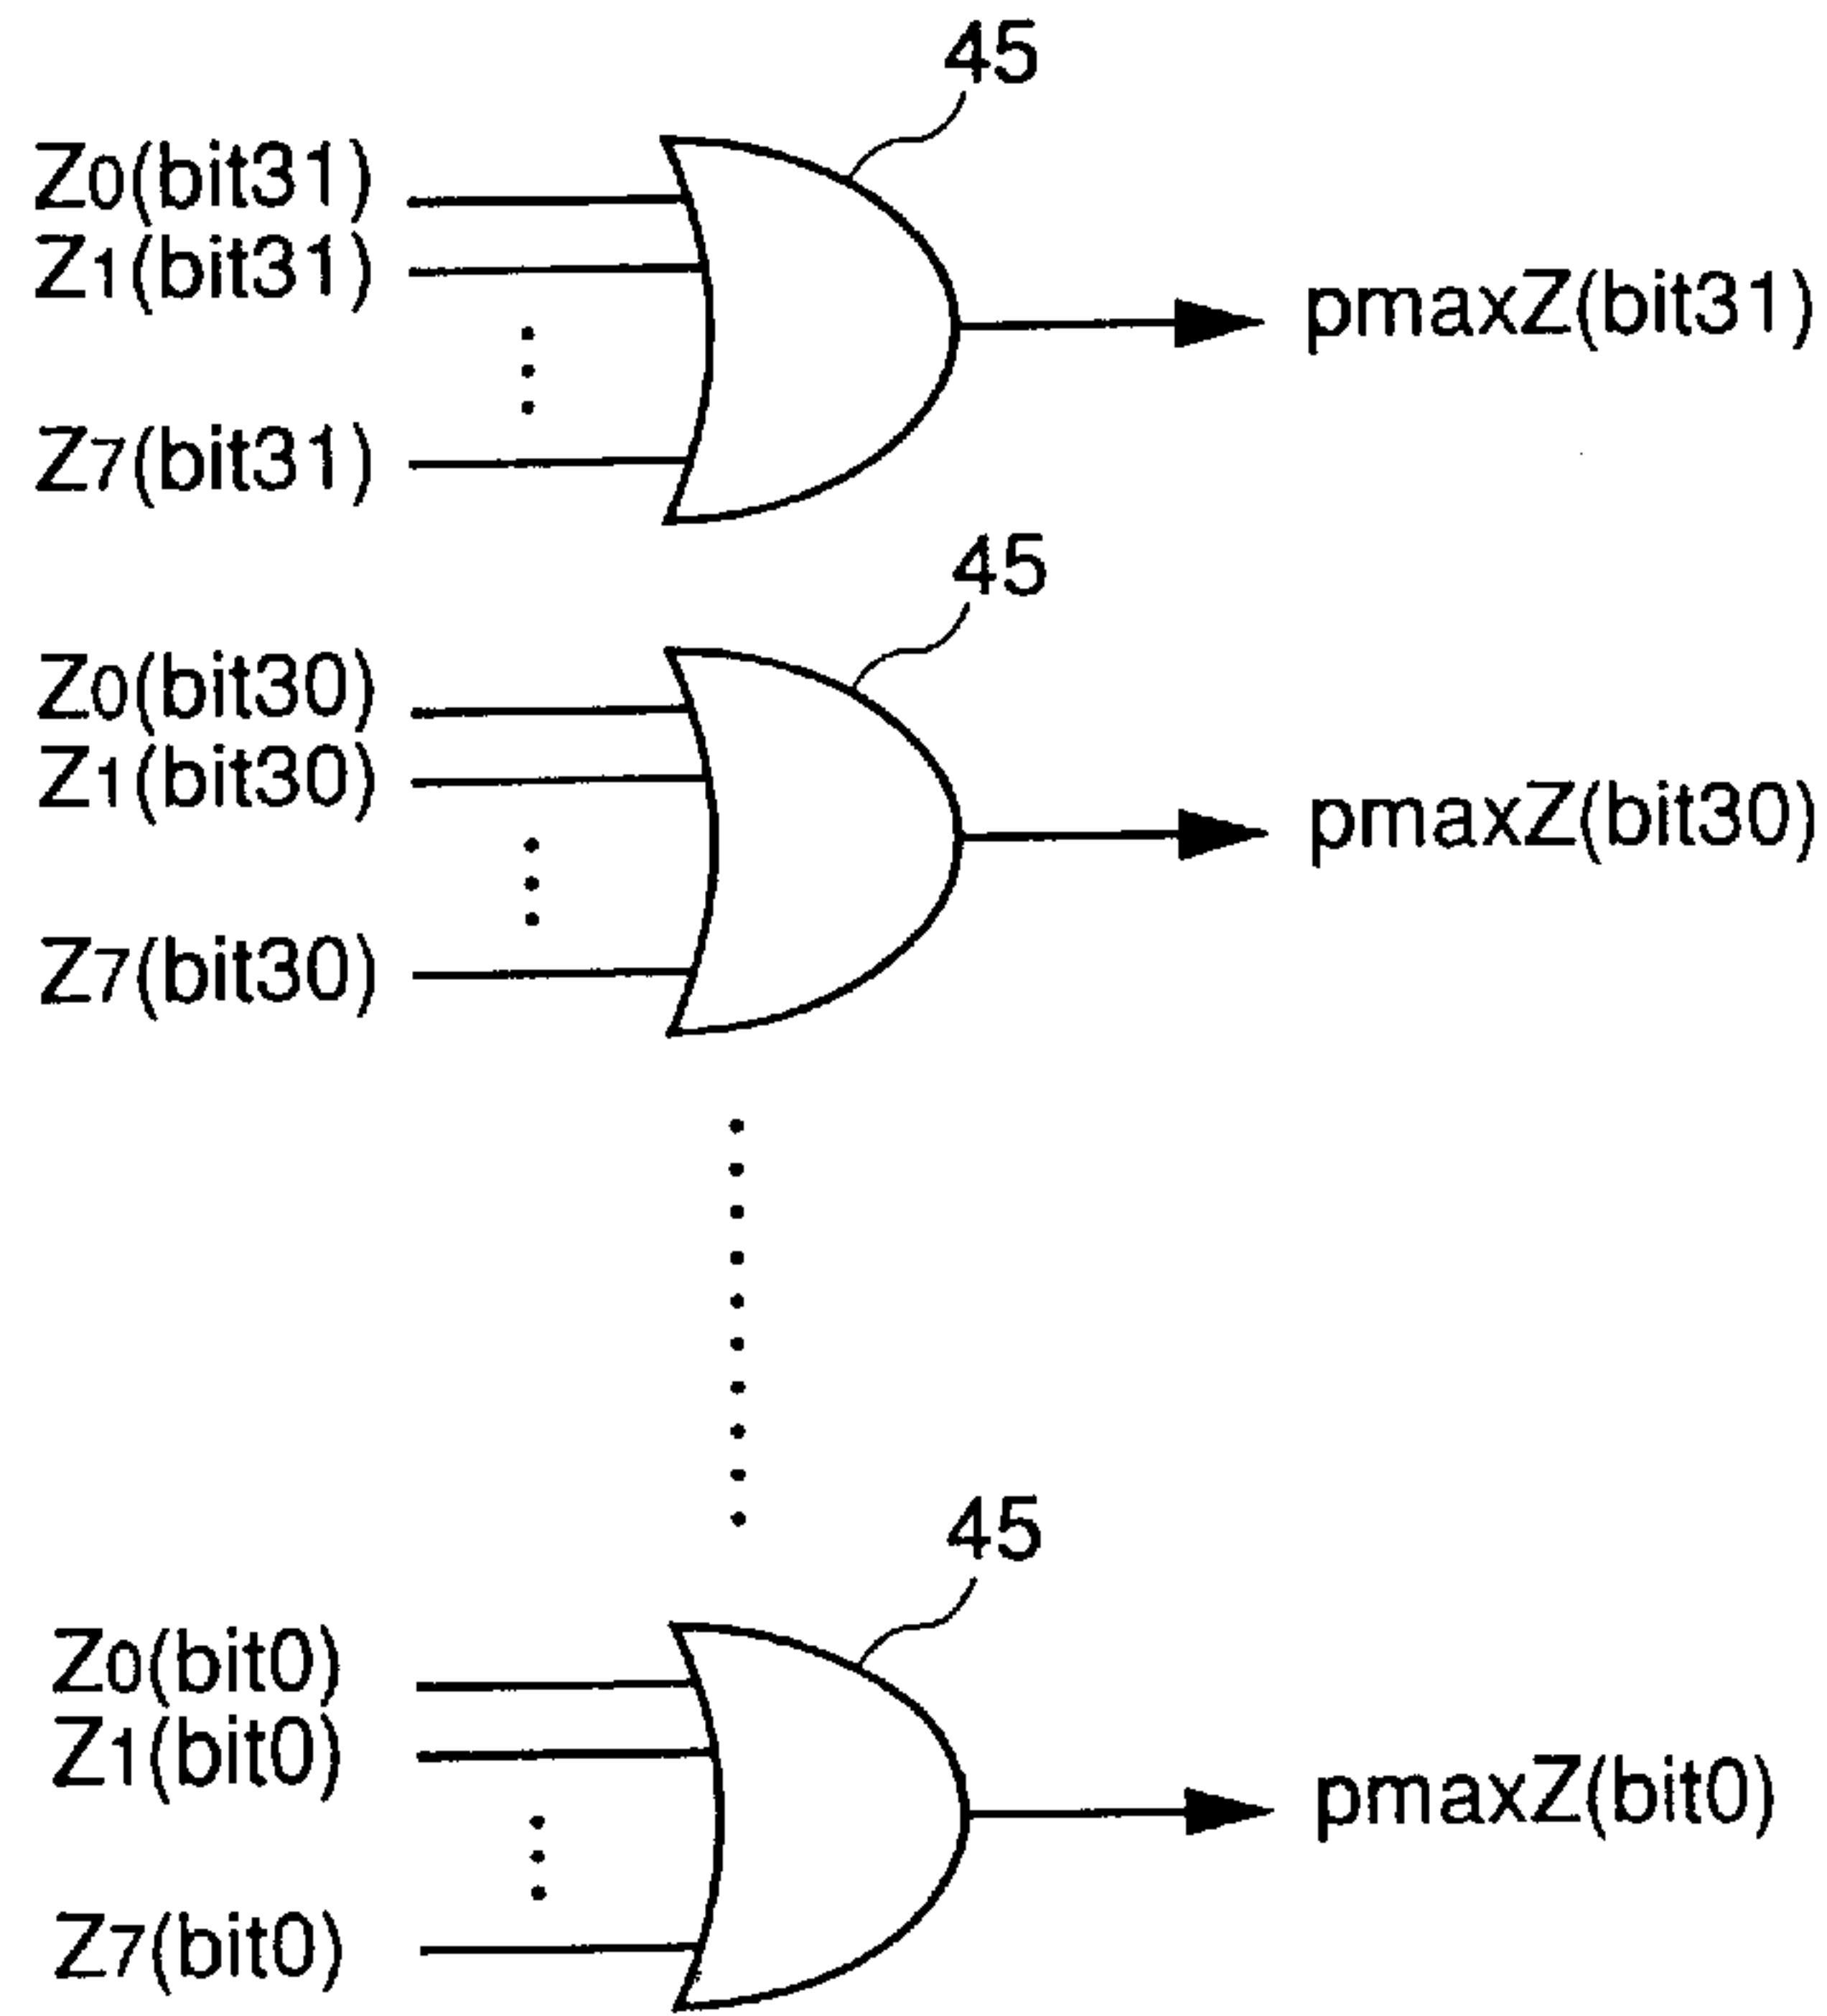 45
Z0(bit31)
Z1(bit31)
pmaxZ(bit31)
Z7(bit31)
45
Z0(bit30)
Z1(bit30)
pmaxZ(bit30)
Z7(bit30)
45
Z0(bit0)
Z1(bit0)
pmaxZ(bit0)
Z7(bit0)